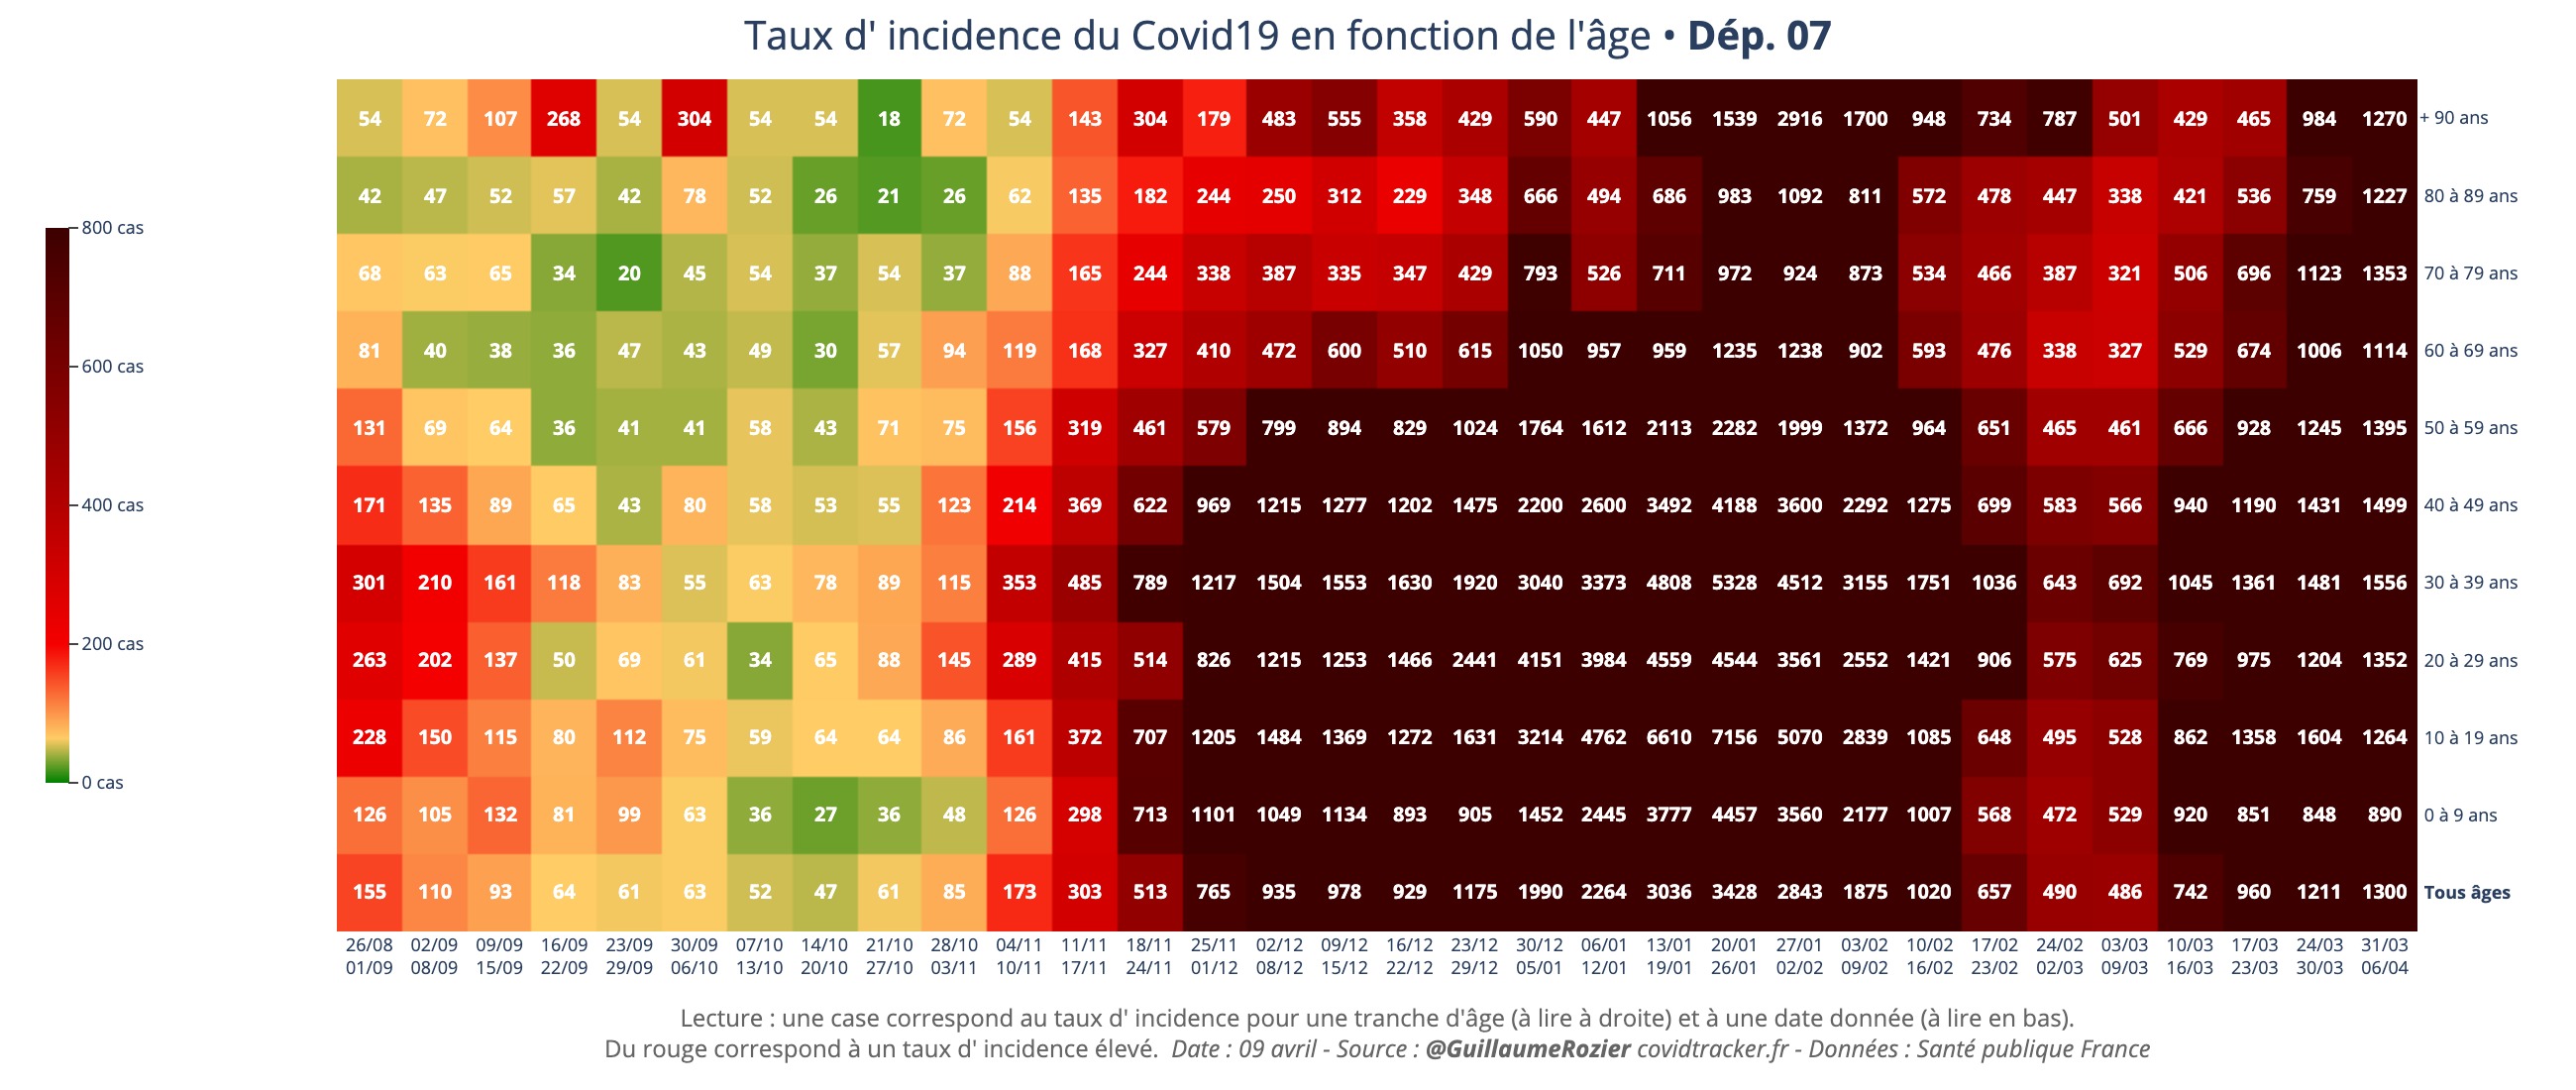 Taux d' incidence du Covid19 en fonction de l'âge • Dép. 07
800 cas
600 cas
400 cas
200 cas
0 cas
54 72 107 268 54 304 54 54 18 72 54 143 304 179 483 555 358 429 590 447 1056 1539 2916 1700 948 734 787 501 429 465 984 1270 + 90 ans
42 47 52 57 42 78 52 26 21 26 62 135 182 244 250 312 229 348 666 494 686 983 1092 811 572 478 447 338 421 536 759 1227 80 à 89 ans
68 63 65 34 20 45 54 37 54 37 88 165 244 338 387 335 347 429 793 526 711 972 924 873 534 466 387 321 506 696 1123 1353 70 à 79 ans
81 40 38 36 47 43 49 30 57 94 119 168 327 410 472 600 510 615 1050 957 959 1235 1238 902 593 476 338 327 529 674 1006 1114 60 à 69 ans
131 69 64 36 41 41 58 43 71 75 156 319 461 579 799 894 829 1024 1764 1612 2113 2282 1999 1372 964 651 465 461 666 928 1245 1395 50 à 59 ans
171 135 89 65 43 80 58 53 55 123 214 369 622 969 1215 1277 1202 1475 2200 2600 3492 4188 3600 2292 1275 699 583 566 940 1190 1431 1499 40 à 49 ans
301 210 161 118 83 55 63 78 89 115 353 485 789 1217 1504 1553 1630 1920 3040 3373 4808 5328 4512 3155 1751 1036 643 692 1045 1361 1481 1556 30 à 39 ans
263 202 137 50 69 61 34 65 88 145 289 415 514 826 1215 1253 1466 2441 4151 3984 4559 4544 3561 2552 1421 906 575 625 769 975 1204 1352 20 à 29 ans
228 150 115 80 112 75 59 64 64 86 161 372 707 1205 1484 1369 1272 1631 3214 4762 6610 7156 5070 2839 1085 648 495 528 862 1358 1604 1264 10 à 19 ans
126 105 132 81 99 63 36 27 36 48 126 298 713 1101 1049 1134 893 905 1452 2445 3777 4457 3560 2177 1007 568 472 529 920 851 848 890 0 à 9 ans
155 110 93 64 61 63 52 47 61 85 173 303 513 765 935 978 929 1175 1990 2264 3036 3428 2843 1875 1020 657 490 486 742 960 1211 1300 Tous âges
26/08 02/09 09/09 16/09 23/09 30/09 07/10 14/10 21/10 28/10 04/11 11/11 18/11 25/11 02/12 09/12 16/12 23/12 30/12 06/01 13/01 20/01 27/01 03/02 10/02 17/02 24/02 03/03 10/03 17/03 24/03 31/03
01/09 08/09 15/09 22/09 29/09 06/10 13/10 20/10 27/10 03/11 10/11 17/11 24/11 01/12 08/12 15/12 22/12 29/12 05/01 12/01 19/01 26/01 02/02 09/02 16/02 23/02 02/03 09/03 16/03 23/03 30/03 06/04
Lecture : une case correspond au taux d' incidence pour une tranche d'âge (à lire à droite) et à une date donnée (à lire en bas).
Du rouge correspond à un taux d' incidence élevé. Date : 09 avril - Source : @GuillaumeRozier covidtracker.fr - Données : Santé publique France